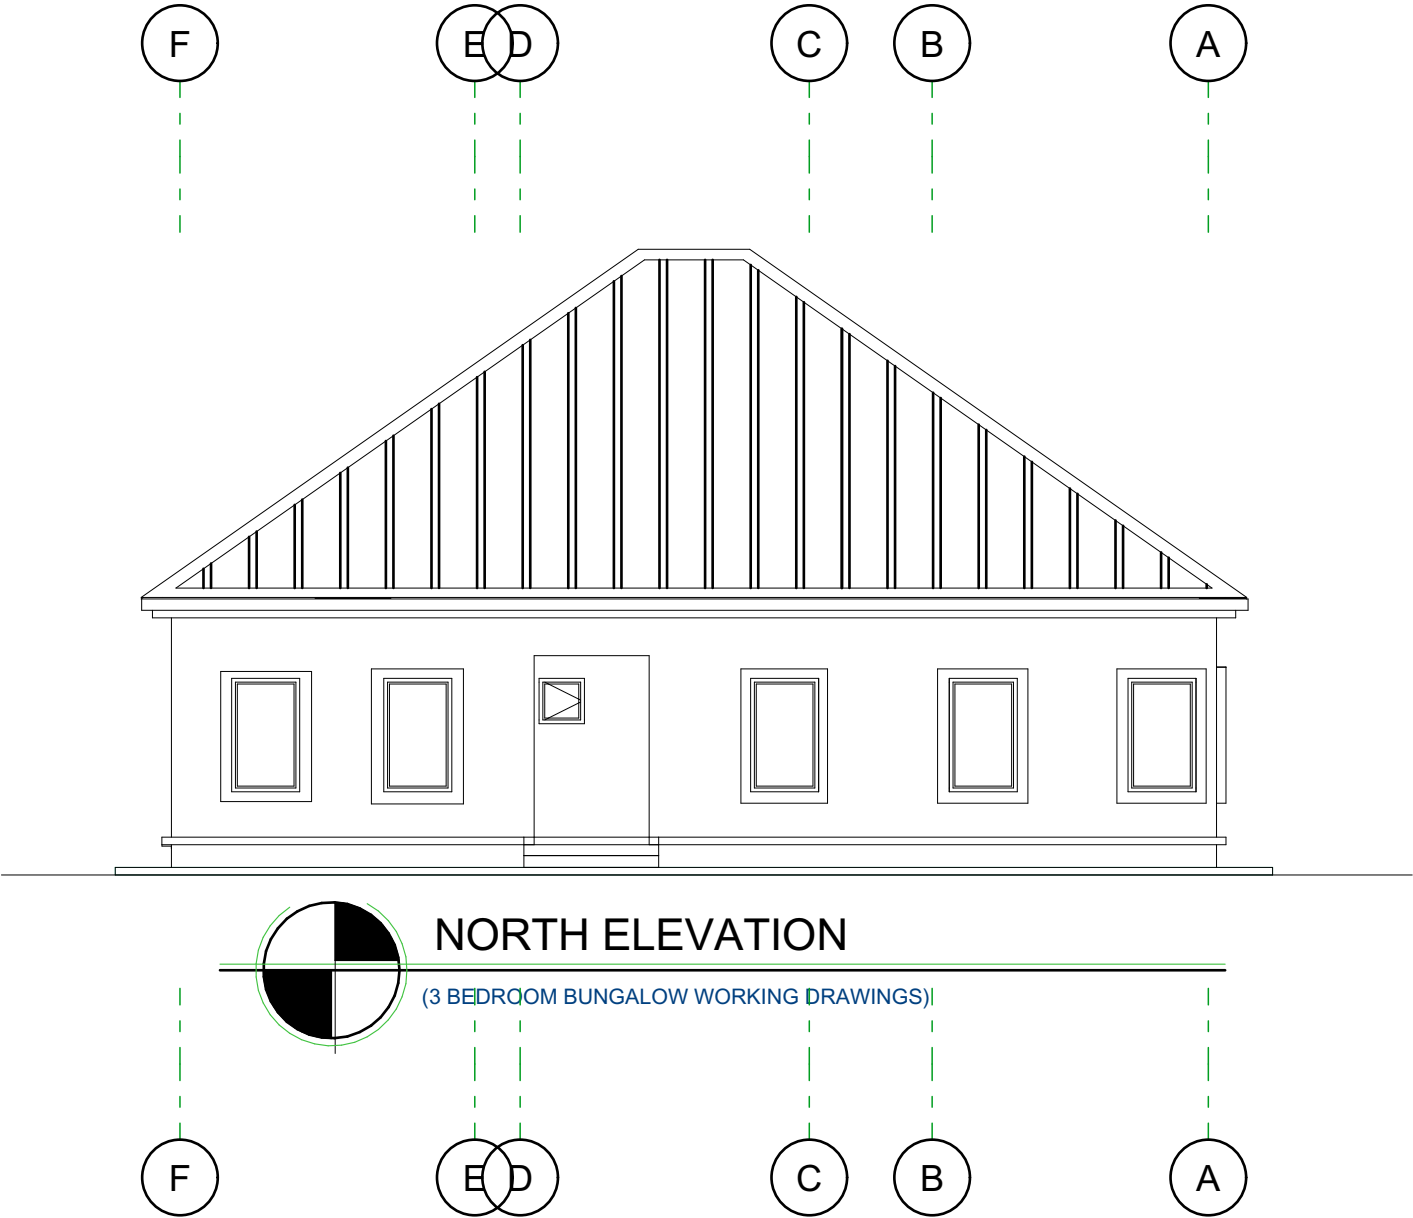 F E D C B A
NORTH ELEVATION
(3 BEDROOM BUNGALOW WORKING DRAWINGS)
F E D C B A